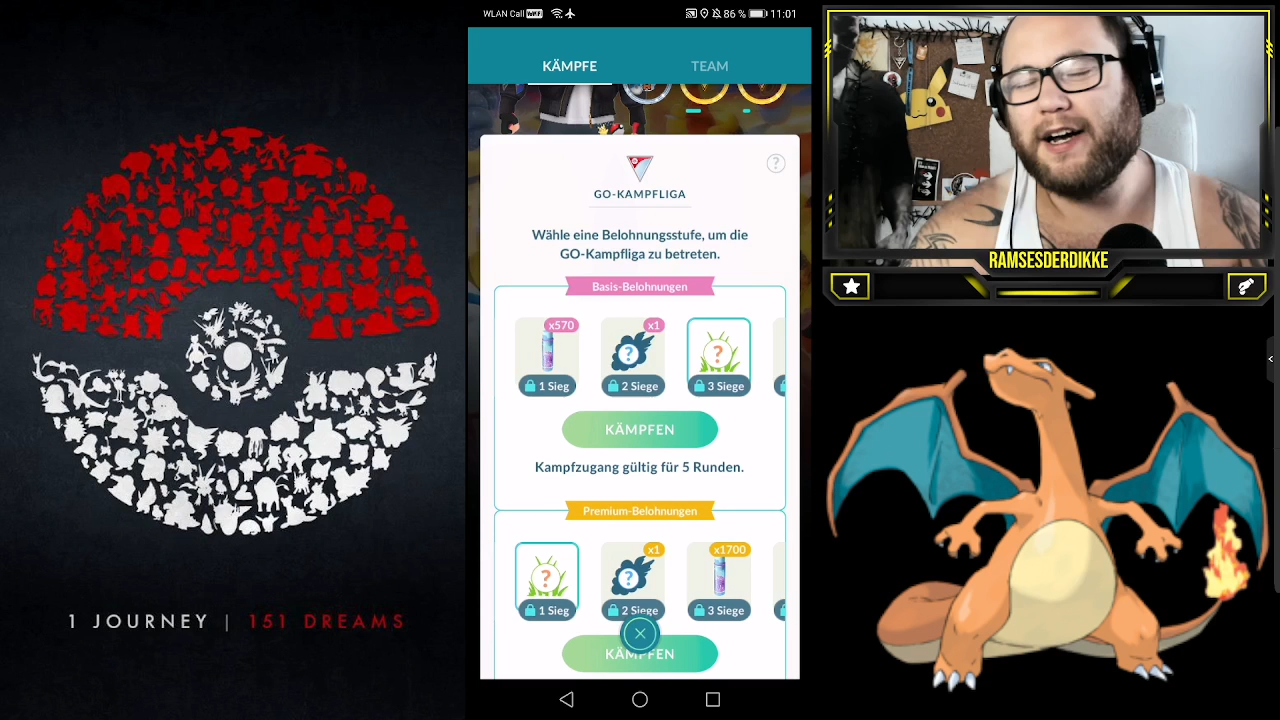 WLAN Call
86 %
11:01
KÄMPFE
TEAM
GO-KAMPFLIGA
?
Wähle eine Belohnungsstufe, um die
GO-Kampfliga zu betreten.
Basis-Belohnungen
x570
x1
?
?
1 Sieg
2 Siege
3 Siege
KÄMPFEN
Kampfzugang gültig für 5 Runden.
Premium-Belohnungen
x1
x1700
?
?
1 Sieg
2 Siege
3 Siege
KÄMPFEN
1 JOURNEY | 151 DREAMS
RAMSESDERDIKKE